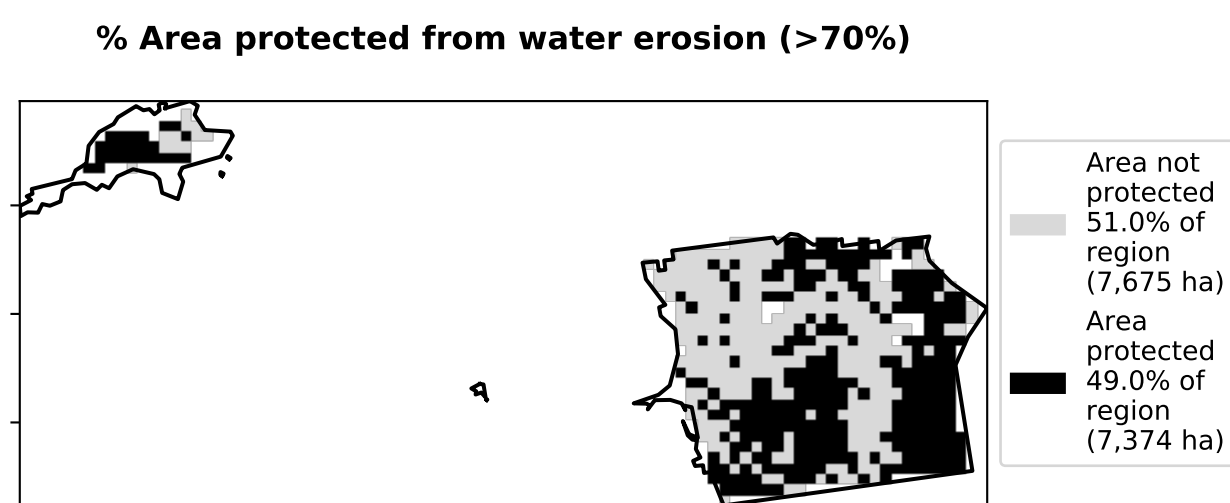 % Area protected from water erosion (>70%)
Area not
protected
51.0% of
region
(7,675 ha)
Area
protected
49.0% of
region
(7,374 ha)